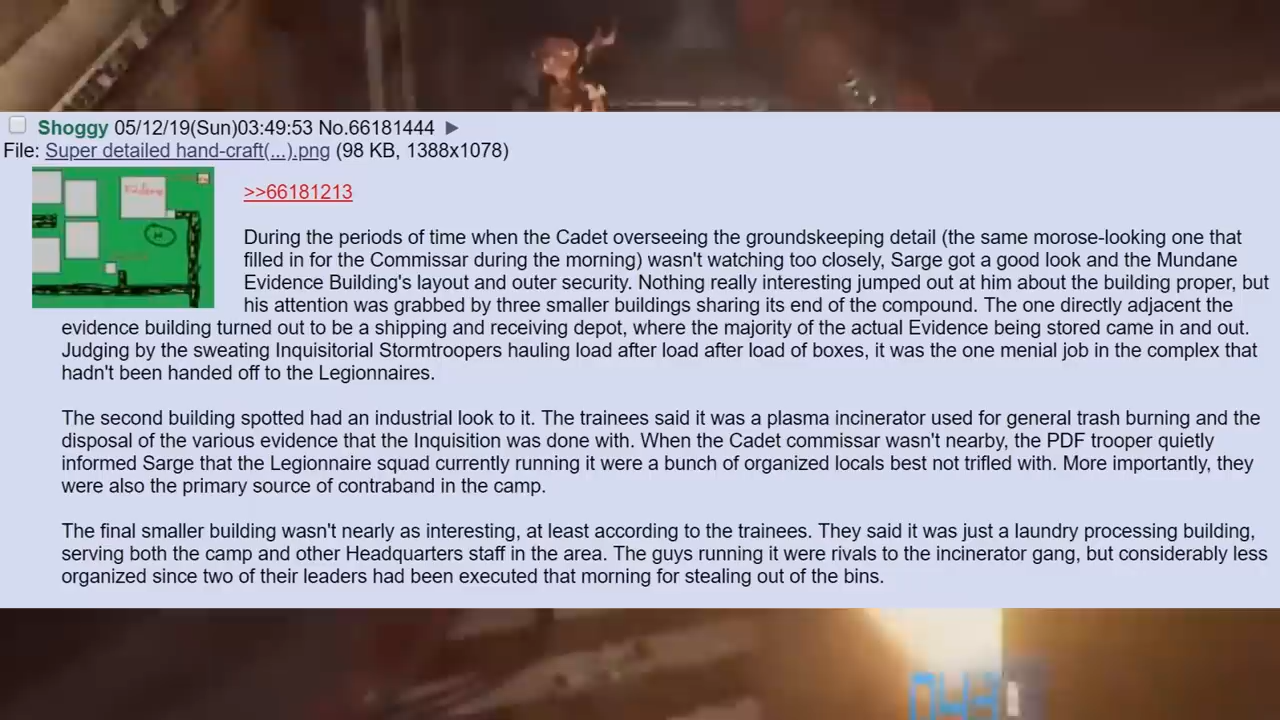 Shoggy 05/12/19(Sun)03:49:53 No.66181444
File: Super detailed hand-craft(...).png (98 KB, 1388x1078)
>>66181213
During the periods of time when the Cadet overseeing the groundskeeping detail (the same morose-looking one that
filled in for the Commissar during the morning) wasn't watching too closely, Sarge got a good look and the Mundane
Evidence Building's layout and outer security. Nothing really interesting jumped out at him about the building proper, but
his attention was grabbed by three smaller buildings sharing its end of the compound. The one directly adjacent the
evidence building turned out to be a shipping and receiving depot, where the majority of the actual Evidence being stored came in and out.
Judging by the sweating Inquisitorial Stormtroopers hauling load after load after load of boxes, it was the one menial job in the complex that
hadn't been handed off to the Legionnaires.
The second building spotted had an industrial look to it. The trainees said it was a plasma incinerator used for general trash burning and the
disposal of the various evidence that the Inquisition was done with. When the Cadet commissar wasn't nearby, the PDF trooper quietly
informed Sarge that the Legionnaire squad currently running it were a bunch of organized locals best not trifled with. More importantly, they
were also the primary source of contraband in the camp.
The final smaller building wasn't nearly as interesting, at least according to the trainees. They said it was just a laundry processing building,
serving both the camp and other Headquarters staff in the area. The guys running it were rivals to the incinerator gang, but considerably less
organized since two of their leaders had been executed that morning for stealing out of the bins.